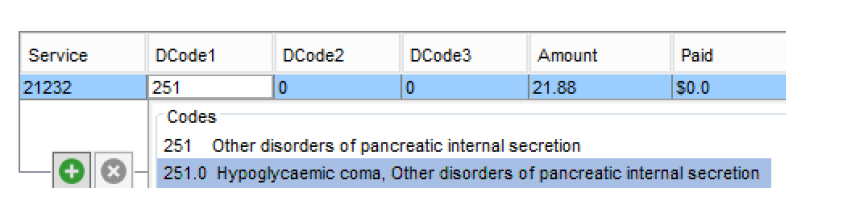 Service DCode1 DCode2 DCode3 Amount Paid
21232 251 0 0 21.88 $0.0
Codes
251 Other disorders of pancreatic internal secretion
251.0 Hypoglycaemic coma, Other disorders of pancreatic internal secretion